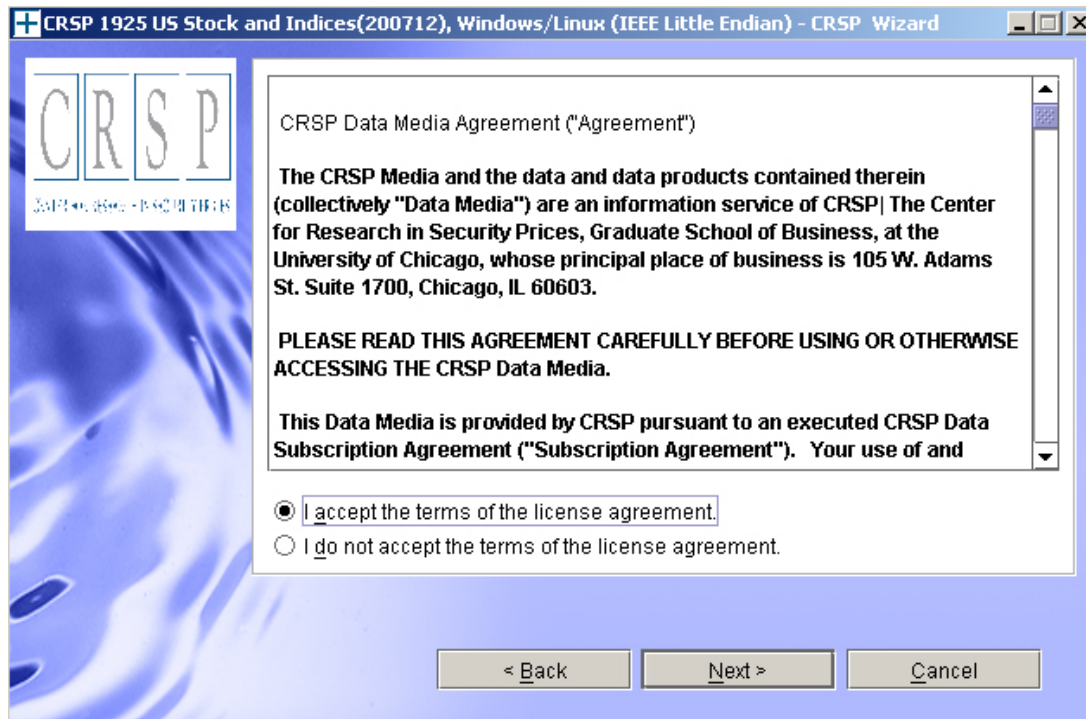 CRSP 1925 US Stock and Indices(200712), Windows/Linux (IEEE Little Endian) - CRSP Wizard
CRSP
CRSP Data Media Agreement ("Agreement")
The CRSP Media and the data and data products contained therein
(collectively "Data Media") are an information service of CRSP| The Center
for Research in Security Prices, Graduate School of Business, at the
University of Chicago, whose principal place of business is 105 W. Adams
St. Suite 1700, Chicago, IL 60603.
PLEASE READ THIS AGREEMENT CAREFULLY BEFORE USING OR OTHERWISE
ACCESSING THE CRSP Data Media.
This Data Media is provided by CRSP pursuant to an executed CRSP Data
Subscription Agreement ("Subscription Agreement"). Your use of and
I accept the terms of the license agreement.
I do not accept the terms of the license agreement.
< Back
Next >
Cancel